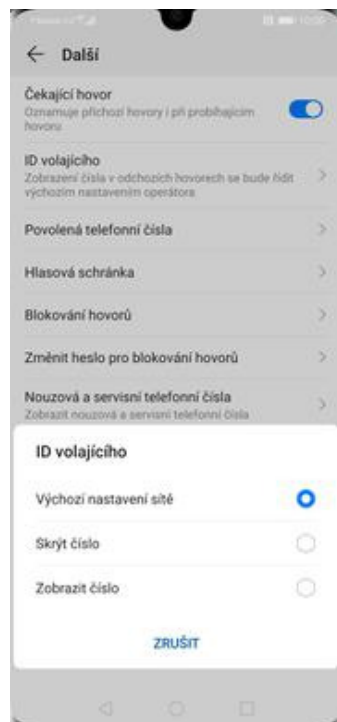 Další
Čekající hovor
Oznamuje příchozí hovory i při probíhajícím
hovoru
ID volajícího
Zobrazení čísla v odchozích hovorech se bude řídit
výchozím nastavením operátora
Povolená telefonní čísla
Hlasová schránka
Blokování hovorů
Změnit heslo pro blokování hovorů
Nouzová a servisní telefonní čísla
Zobrazit nouzová a servisní telefonní čísla
ID volajícího
Výchozí nastavení sítě
Skrýt číslo
Zobrazit číslo
ZRUŠIT